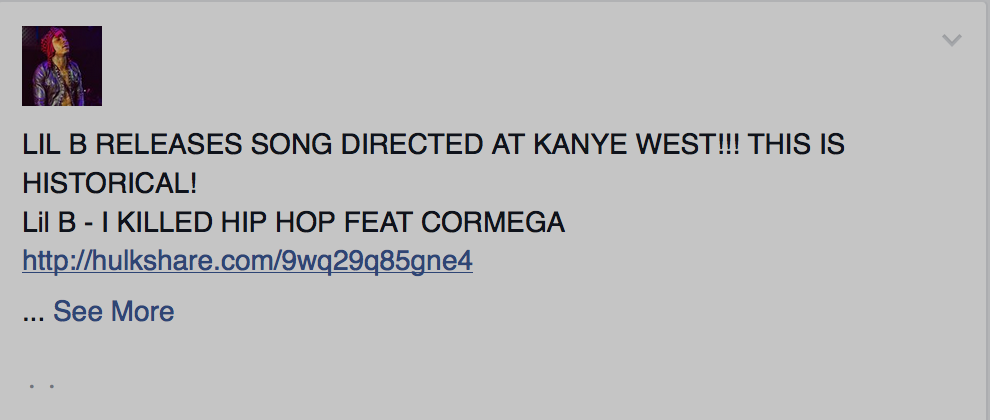 LIL B RELEASES SONG DIRECTED AT KANYE WEST!!! THIS IS
HISTORICAL!
Lil B - I KILLED HIP HOP FEAT CORMEGA
http://hulkshare.com/9wq29q85gne4
... See More